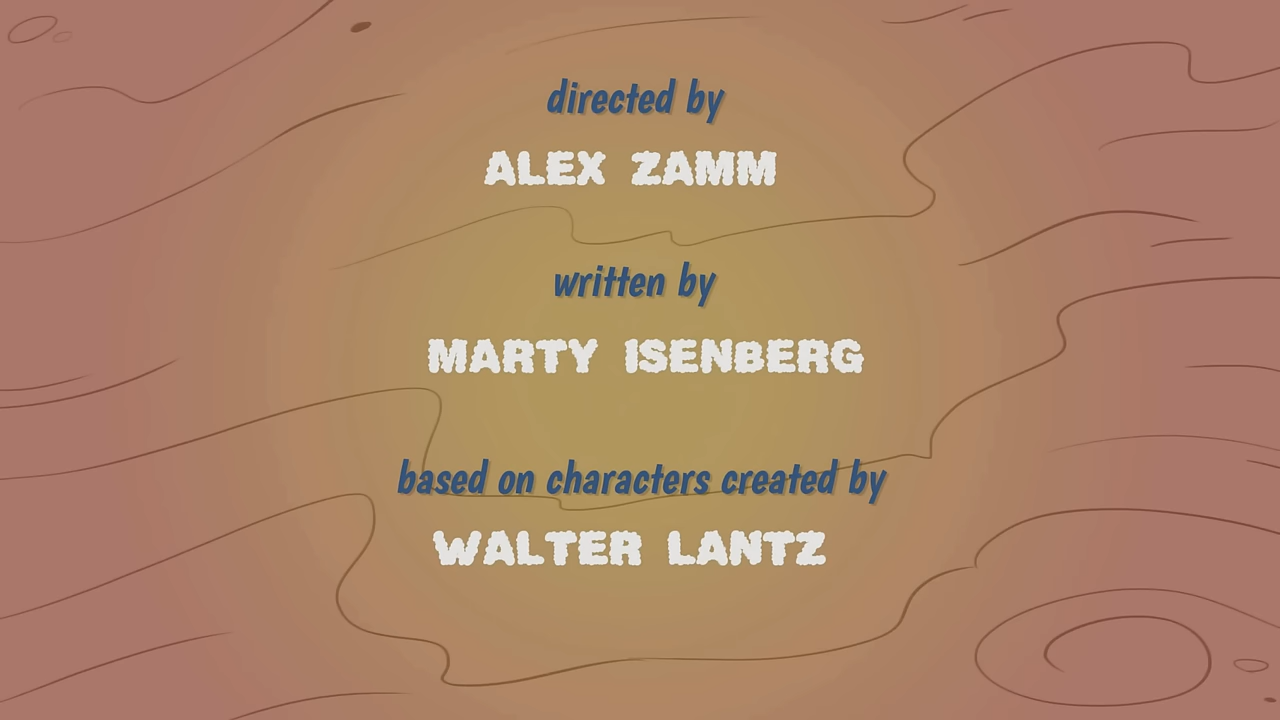 directed by
ALEX ZAMM
written by
MARTY ISENBERG
based on characters created by
WALTER LANTZ